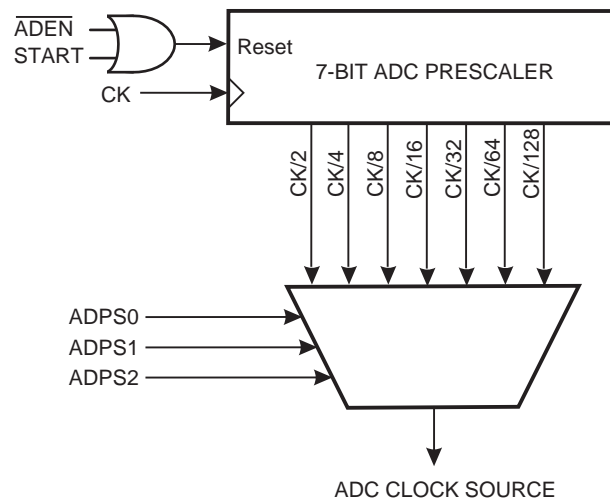 ADEN
START
Reset
7-BIT ADC PRESCALER
CK
CK/2
CK/4
CK/8
CK/16
CK/32
CK/64
CK/128
ADPS0
ADPS1
ADPS2
ADC CLOCK SOURCE